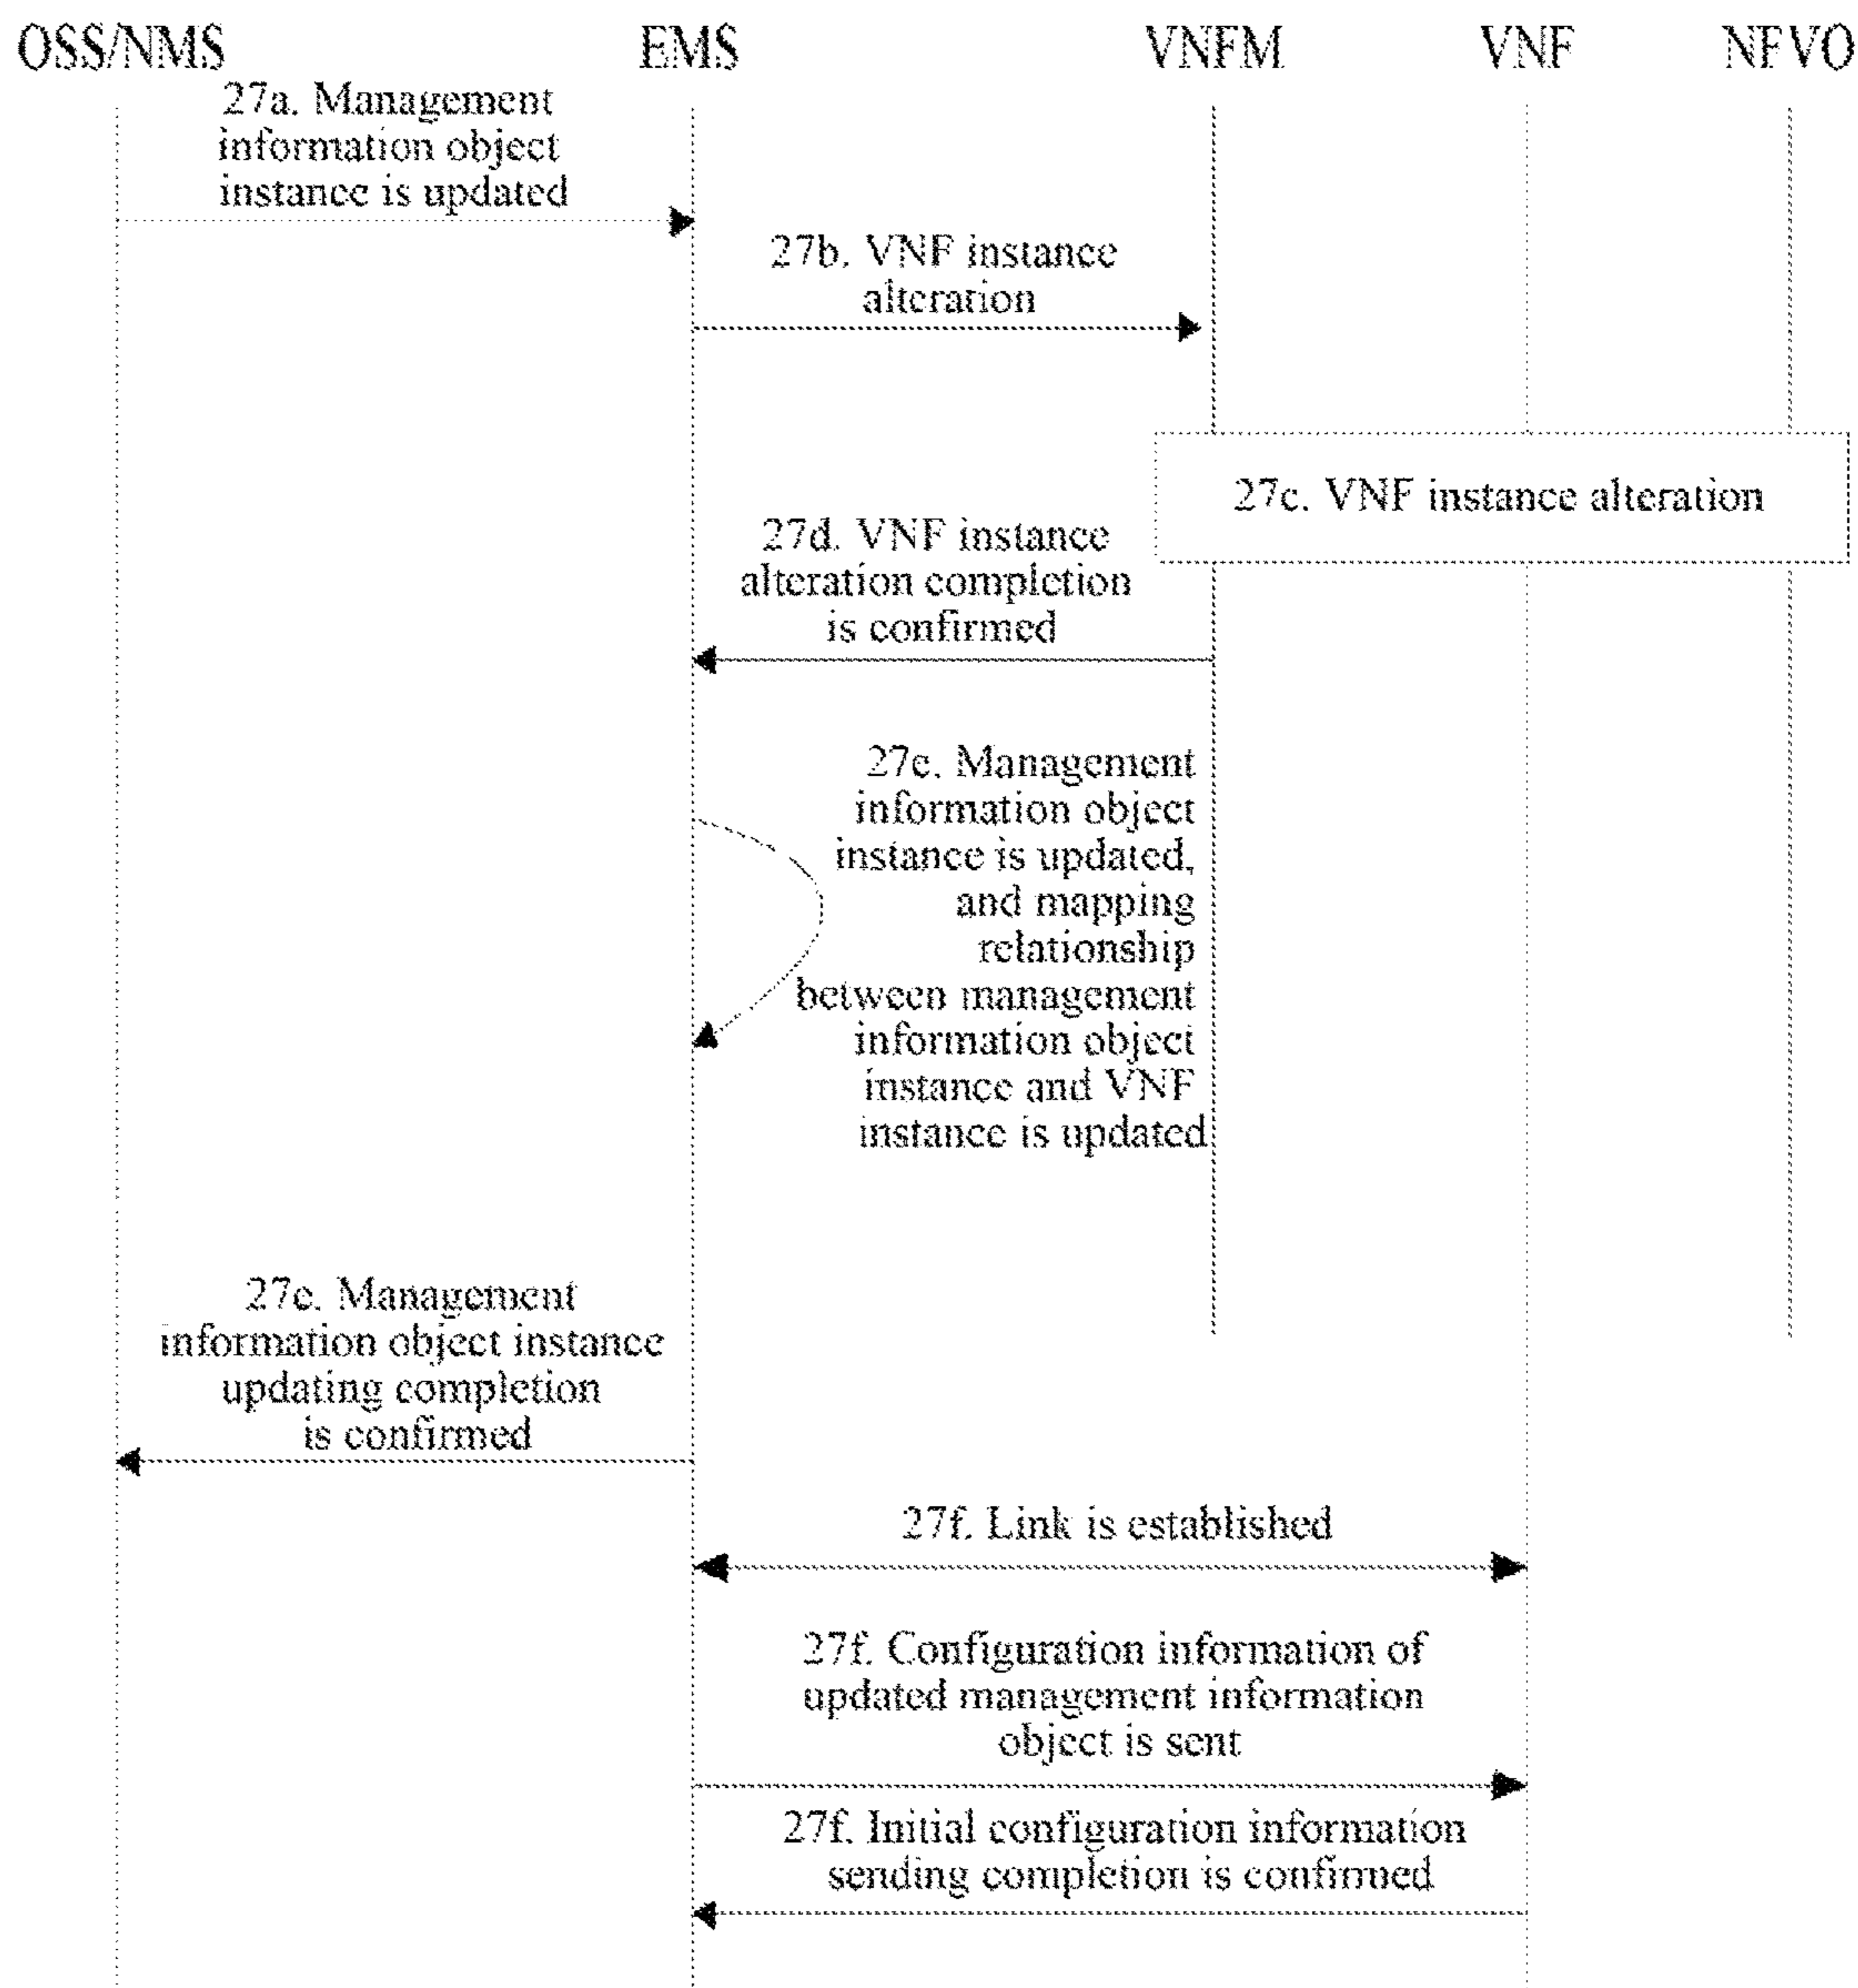 OSS/NMS EMS VNFM VNF NFVO
27a. Management
information object
instance is updated
27b. VNF instance
alteration
27c. VNF instance alteration
27d. VNF instance
alteration completion
is confirmed
27e. Management
information object
instance is updated,
and mapping
relationship
between management
information object
instance and VNF
instance is updated
27e. Management
information object instance
updating completion
is confirmed
27f. Link is established
27f. Configuration information of
updated management information
object is sent
27f. Initial configuration information
sending completion is confirmed